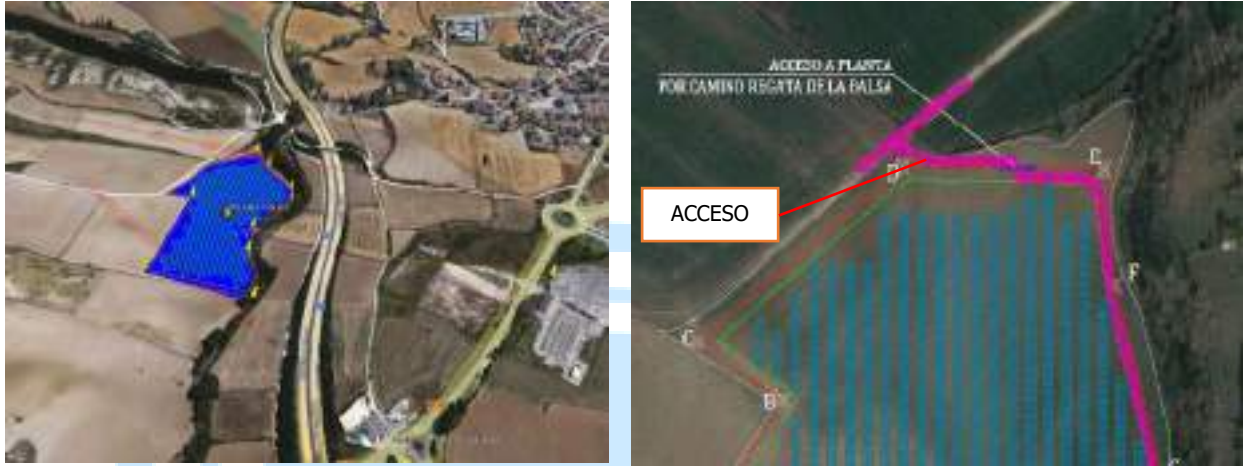 ACCESO A PLANTA
POR CAMINO REGATA DE LA BALSA
D
E
ACCESO
F
C
B